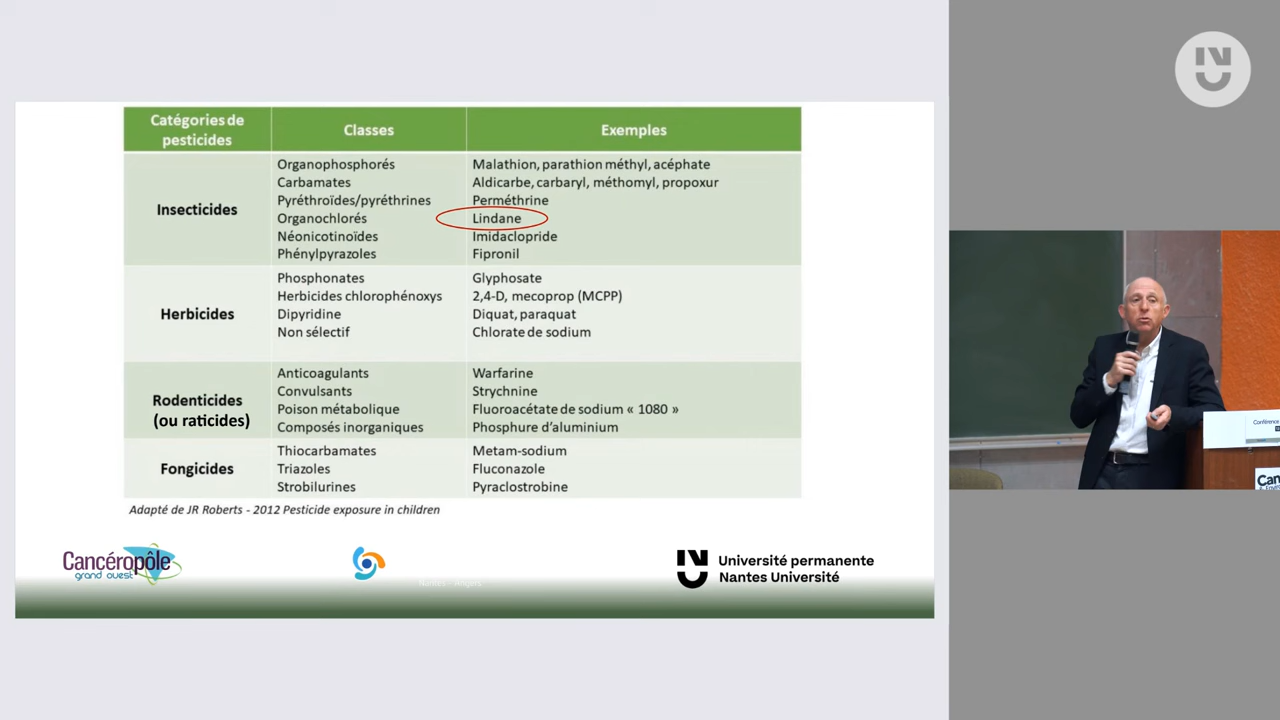 Catégories de
pesticides
Classes
Exemples
Insecticides
Organophosphorés
Malathion, parathion méthyl, acéphate
Carbamates
Aldicarbe, carbaryl, méthomyl, propoxur
Pyréthroïdes/pyréthrines
Perméthrine
Organochlorés
Lindane
Néonicotinoïdes
Imidaclopride
Phénylpyrazoles
Fipronil
Herbicides
Phosphonates
Glyphosate
Herbicides chlorophénoxys
2,4-D, mecoprop (MCPP)
Dipyridine
Diquat, paraquat
Non sélectif
Chlorate de sodium
Rodenticides
(ou raticides)
Anticoagulants
Warfarine
Convulsants
Strychnine
Poison métabolique
Fluoroacétate de sodium « 1080 »
Composés inorganiques
Phosphure d'aluminium
Fongicides
Thiocarbamates
Metam-sodium
Triazoles
Fluconazole
Strobilurines
Pyraclostrobine
Adapté de JR Roberts - 2012 Pesticide exposure in children
Cancéropôle
grand ouest
Nantes - Angers
Université permanente
Nantes Université
Conférence